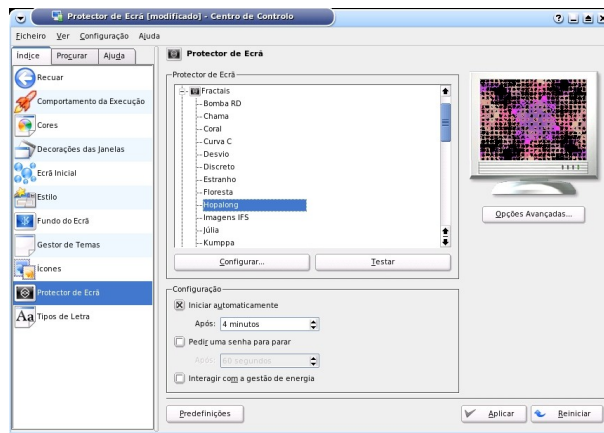 Protector de Ecrã [modificado] - Centro de Controlo
Ficheiro Ver Configuração Ajuda
Índice Procurar Ajuda
Recuar
Comportamento da Execução
Cores
Decorações das Janelas
Ecrã Inicial
Estilo
Fundo do Ecrã
Gestor de Temas
Ícones
Protector de Ecrã
Aa Tipos de Letra
Protector de Ecrã
Protector de Ecrã
Fractais
Bomba RD
Chama
Coral
Curva C
Desvio
Discreto
Estranho
Floresta
Hopalong
Imagens IFS
Júlia
Kumppa
Configurar... Testar
Opções Avançadas...
Configuração
Iniciar automaticamente
Após: 4 minutos
Pedir uma senha para parar
Após: 60 segundos
Interagir com a gestão de energia
Predefinições Aplicar Reiniciar